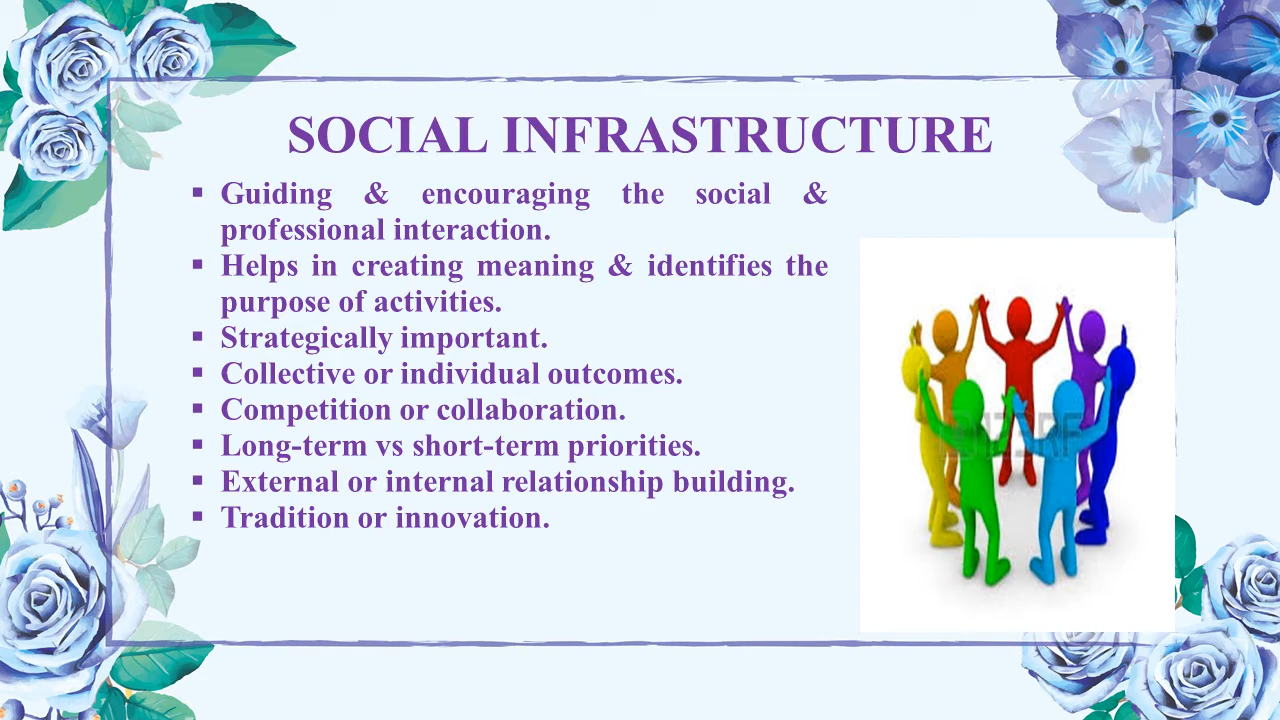 SOCIAL INFRASTRUCTURE
▪ Guiding & encouraging the social &
professional interaction.
▪ Helps in creating meaning & identifies the
purpose of activities.
▪ Strategically important.
▪ Collective or individual outcomes.
▪ Competition or collaboration.
▪ Long-term vs short-term priorities.
▪ External or internal relationship building.
▪ Tradition or innovation.